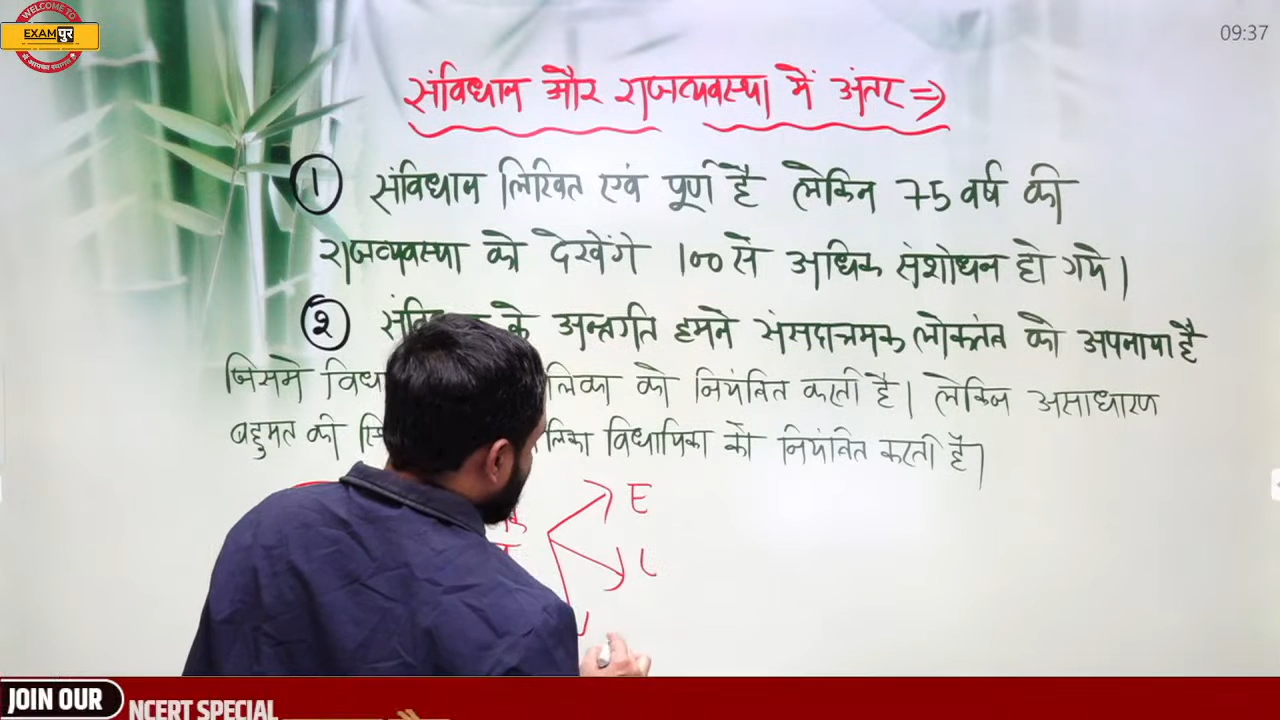 WELCOME TO
EXAMपुर
में आपका स्वागत है
09:37
संविधान और राजव्यवस्था में अंतर ⇒
① संविधान लिखित एवं पूर्ण है लेकिन 75 वर्ष की
राजव्यवस्था को देखेंगे 100 से अधिक संशोधन हो गये।
② के अन्तर्गत हमने संसदात्मक लोकतंत्र को अपनाया है
जिसमे लिका को नियंत्रित करती है। लेकिन असाधारण
बहुमत की लिका विधायिका को नियंत्रित करती है।
E
L
JOIN OUR
NCERT SPECIAL